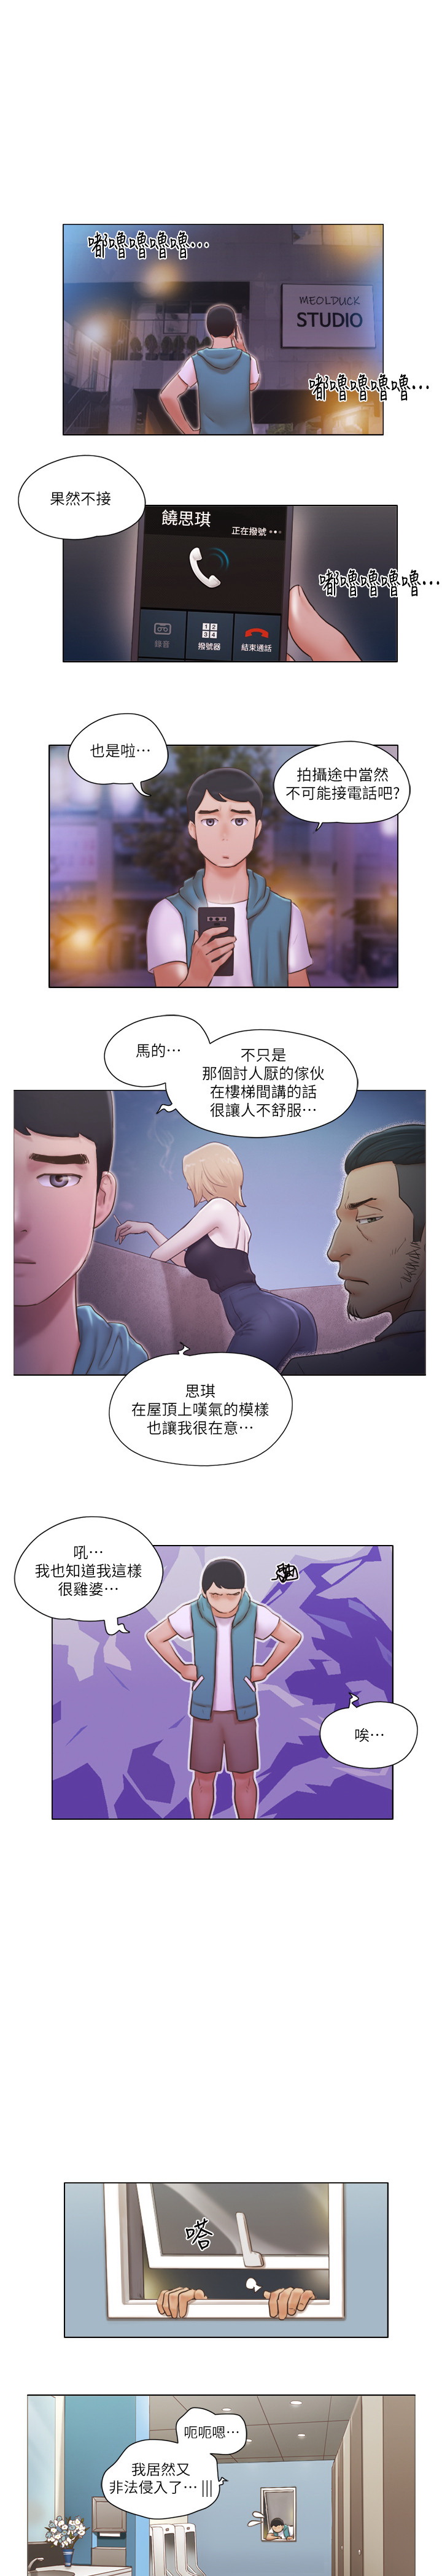 嘟嚕嚕嚕嚕⋯
MEOLDUCK
STUDIO
嘟嚕嚕嚕嚕⋯
果然不接
饒思琪
正在撥號 •••
嘟嚕嚕嚕嚕⋯
錄音
撥號器
結束通話
也是啦⋯
拍攝途中當然
不可能接電話吧?
馬的⋯
不只是
那個討人厭的傢伙
在樓梯間講的話
很讓人不舒服⋯
思琪
在屋頂上嘆氣的模樣
也讓我很在意⋯
吼⋯
我也知道我這樣
很雞婆⋯
唉⋯
嗒
呃呃嗯⋯
我居然又
非法侵入了⋯